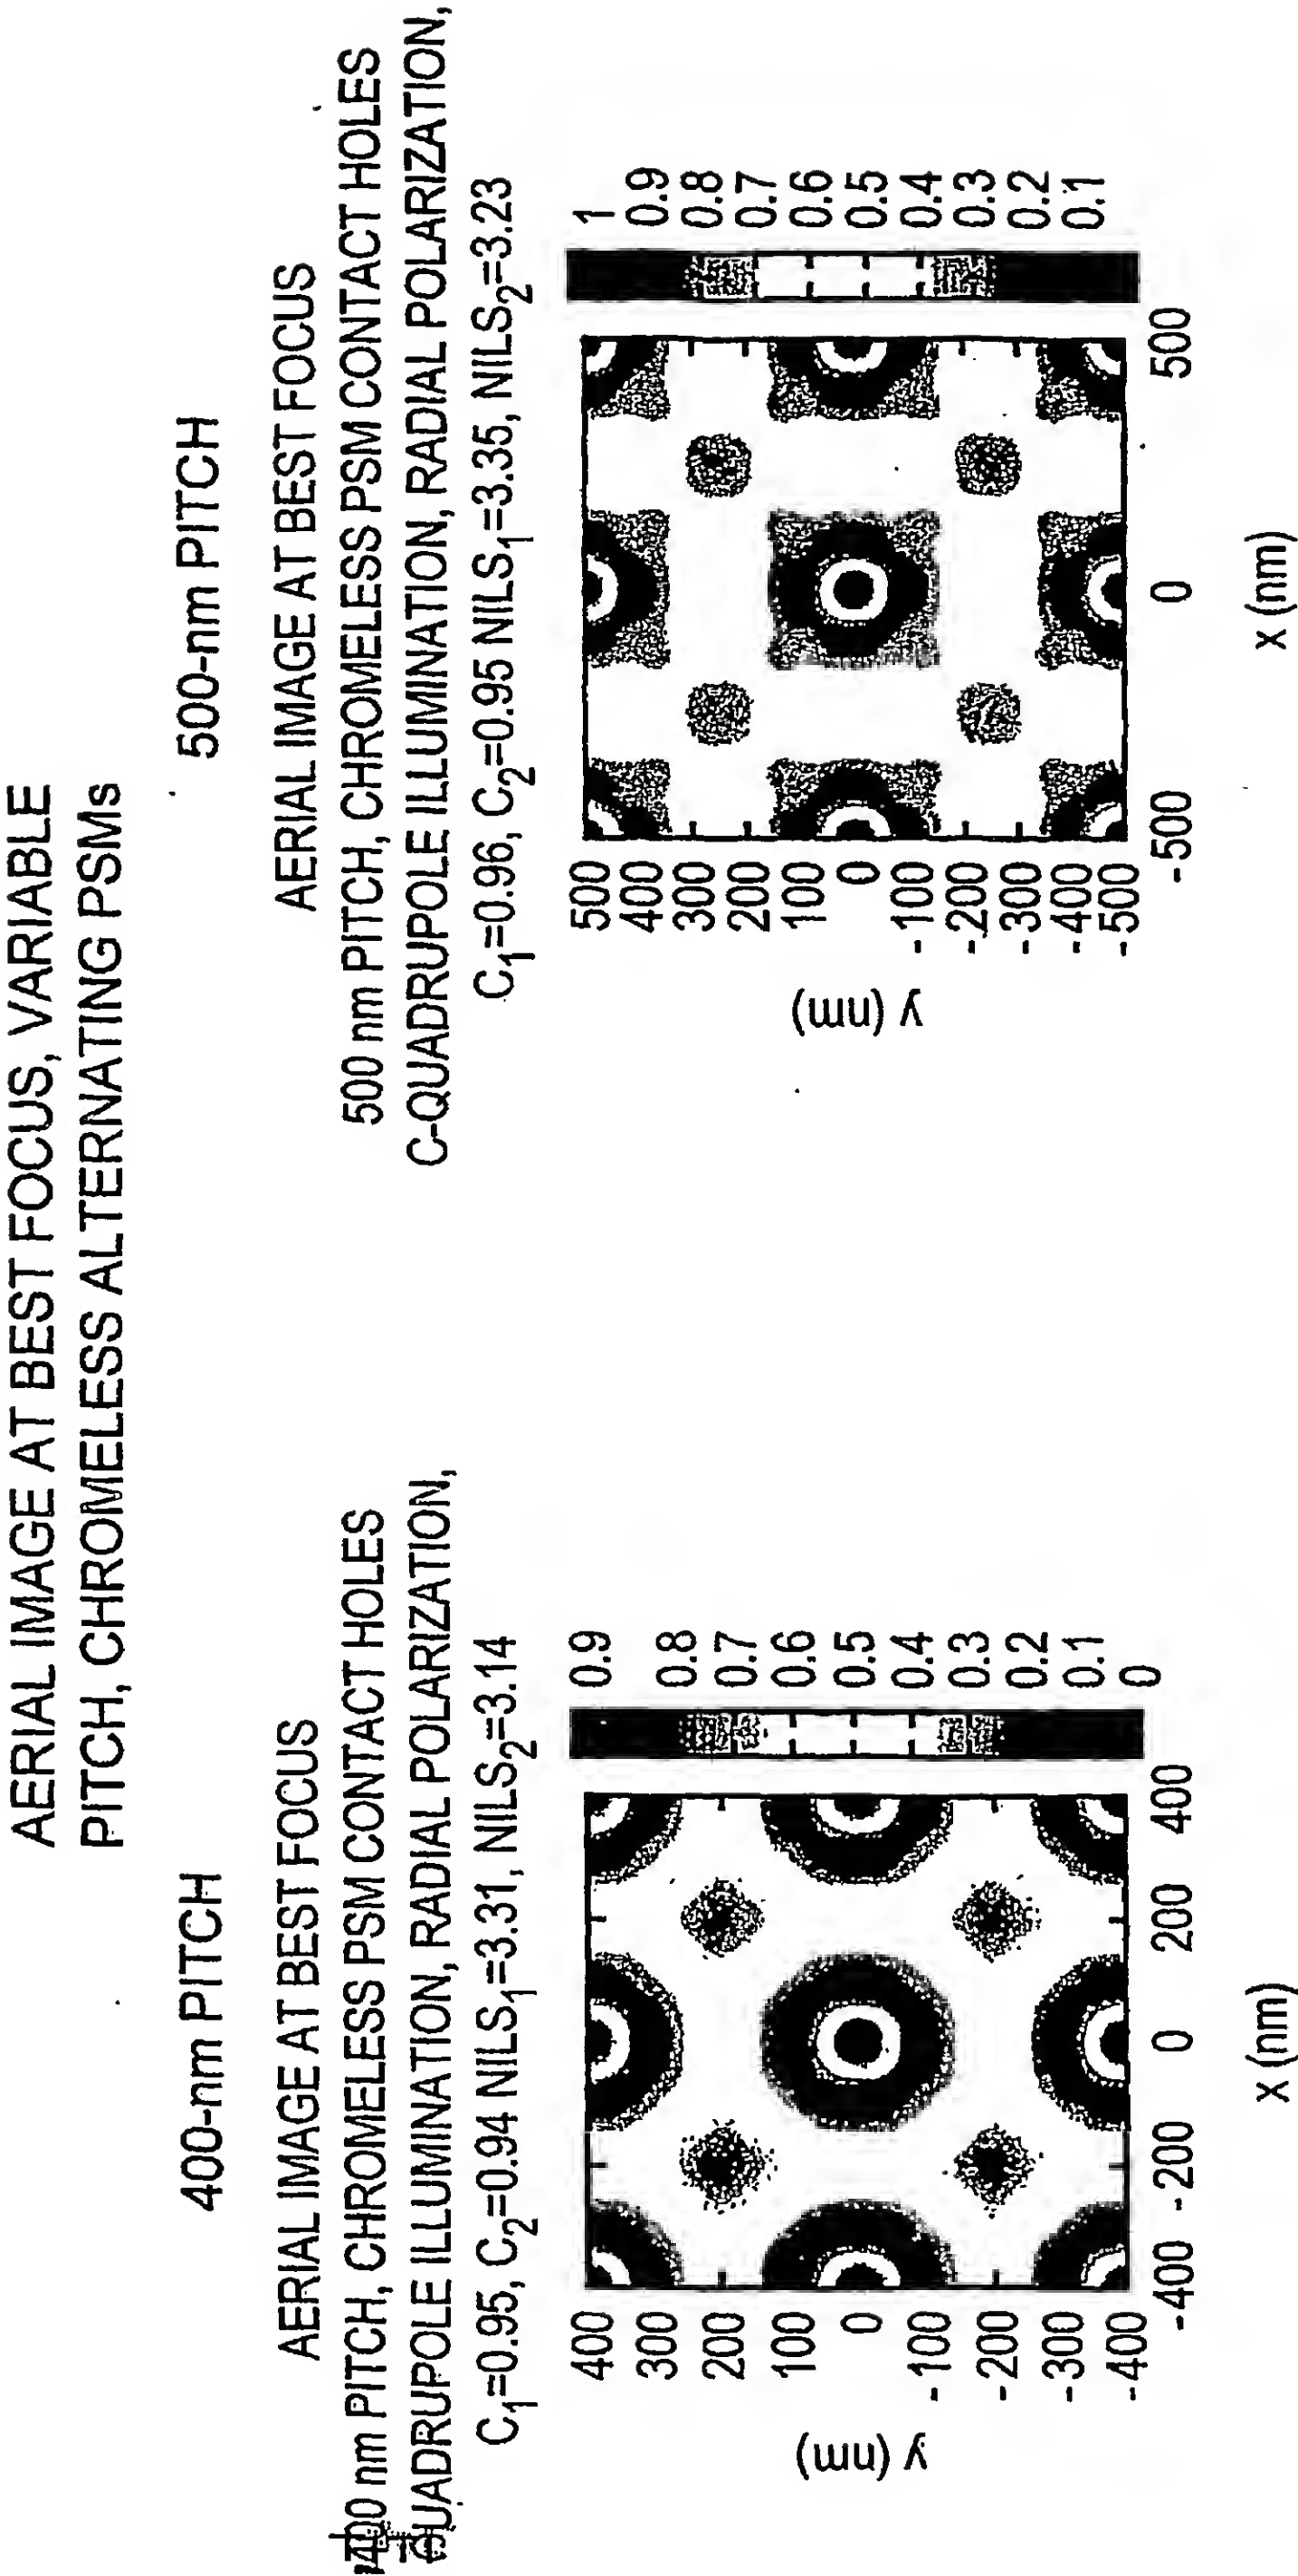 AERIAL IMAGE AT BEST FOCUS, VARIABLE
PITCH, CHROMELESS ALTERNATING PSMs
400-nm PITCH
AERIAL IMAGE AT BEST FOCUS
400 nm PITCH, CHROMELESS PSM CONTACT HOLES
QUADRUPOLE ILLUMINATION, RADIAL POLARIZATION,
C1=0.95, C2=0.94 NILS1=3.31, NILS2=3.14
400
300
200
100
0
-100
-200
-300
-400
y (nm)
-400 -200 0 200 400
x (nm)
0.9
0.8
0.7
0.6
0.5
0.4
0.3
0.2
0.1
0
500-nm PITCH
AERIAL IMAGE AT BEST FOCUS
500 nm PITCH, CHROMELESS PSM CONTACT HOLES
C-QUADRUPOLE ILLUMINATION, RADIAL POLARIZATION,
C1=0.96, C2=0.95 NILS1=3.35, NILS2=3.23
500
400
300
200
100
0
-100
-200
-300
-400
-500
y (nm)
-500 0 500
x (nm)
1
0.9
0.8
0.7
0.6
0.5
0.4
0.3
0.2
0.1